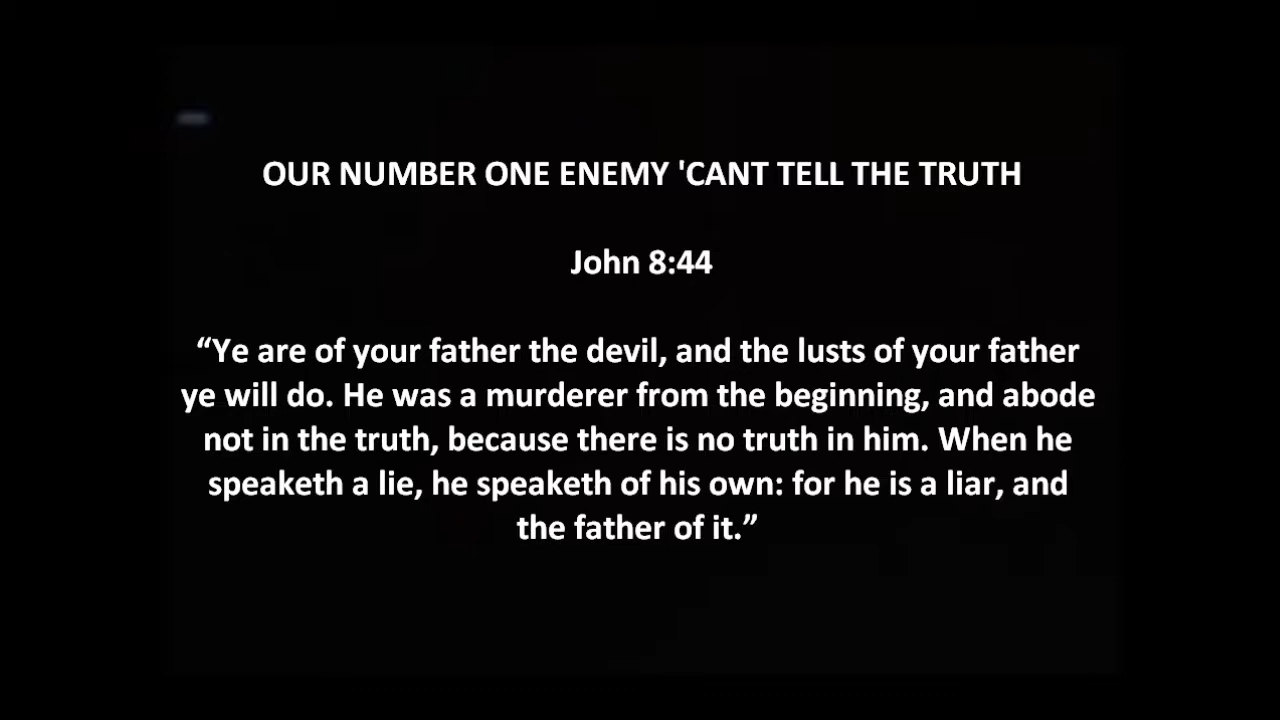 OUR NUMBER ONE ENEMY 'CANT TELL THE TRUTH
John 8:44
“Ye are of your father the devil, and the lusts of your father
ye will do. He was a murderer from the beginning, and abode
not in the truth, because there is no truth in him. When he
speaketh a lie, he speaketh of his own: for he is a liar, and
the father of it.”